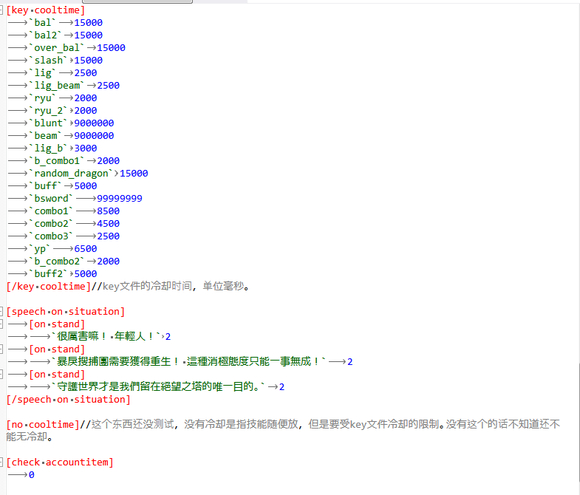 [key cooltime]
`bal` 15000
`bal2` 15000
`over_bal` 15000
`slash` 15000
`lig` 2500
`lig_beam` 2500
`ryu` 2000
`ryu_2` 2000
`blunt` 9000000
`beam` 9000000
`lig_b` 3000
`b_combo1` 2000
`random_dragon` 15000
`buff` 5000
`bsword` 99999999
`combo1` 8500
`combo2` 4500
`combo3` 2500
`yp` 6500
`b_combo2` 2000
`buff2` 5000
[/key cooltime]//key文件的冷却时间, 单位毫秒。
[speech on situation]
[on stand]
`很厲害嘛！ 年輕人！` 2
[on stand]
`暴戾搜捕團需要獲得重生！ 這種消極態度只能一事無成！` 2
[on stand]
`守護世界才是我們留在絕望之塔的唯一目的。` 2
[/speech on situation]
[no cooltime]//这个东西还没测试, 没有冷却是指技能随便放, 但是要受key文件冷却的限制。没有这个的话不知道还不
能无冷却。
[check accountitem]
0